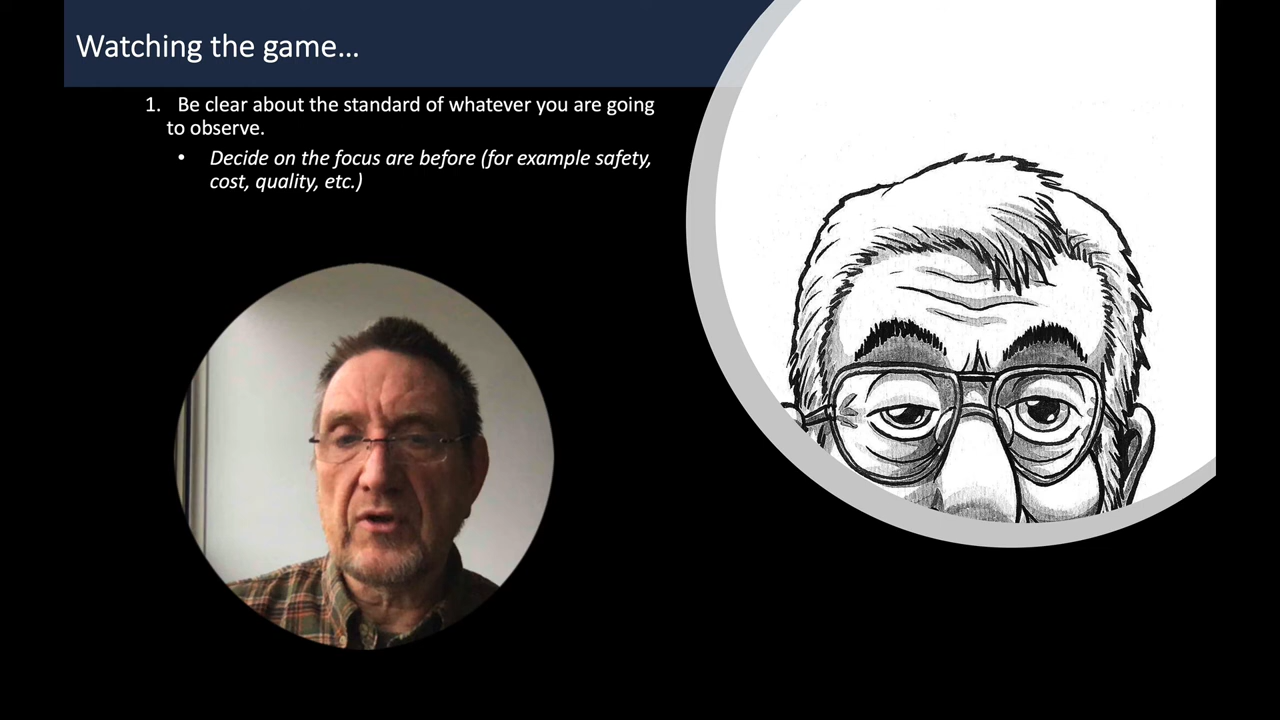 Watching the game…
1. Be clear about the standard of whatever you are going
to observe.
• Decide on the focus are before (for example safety,
cost, quality, etc.)